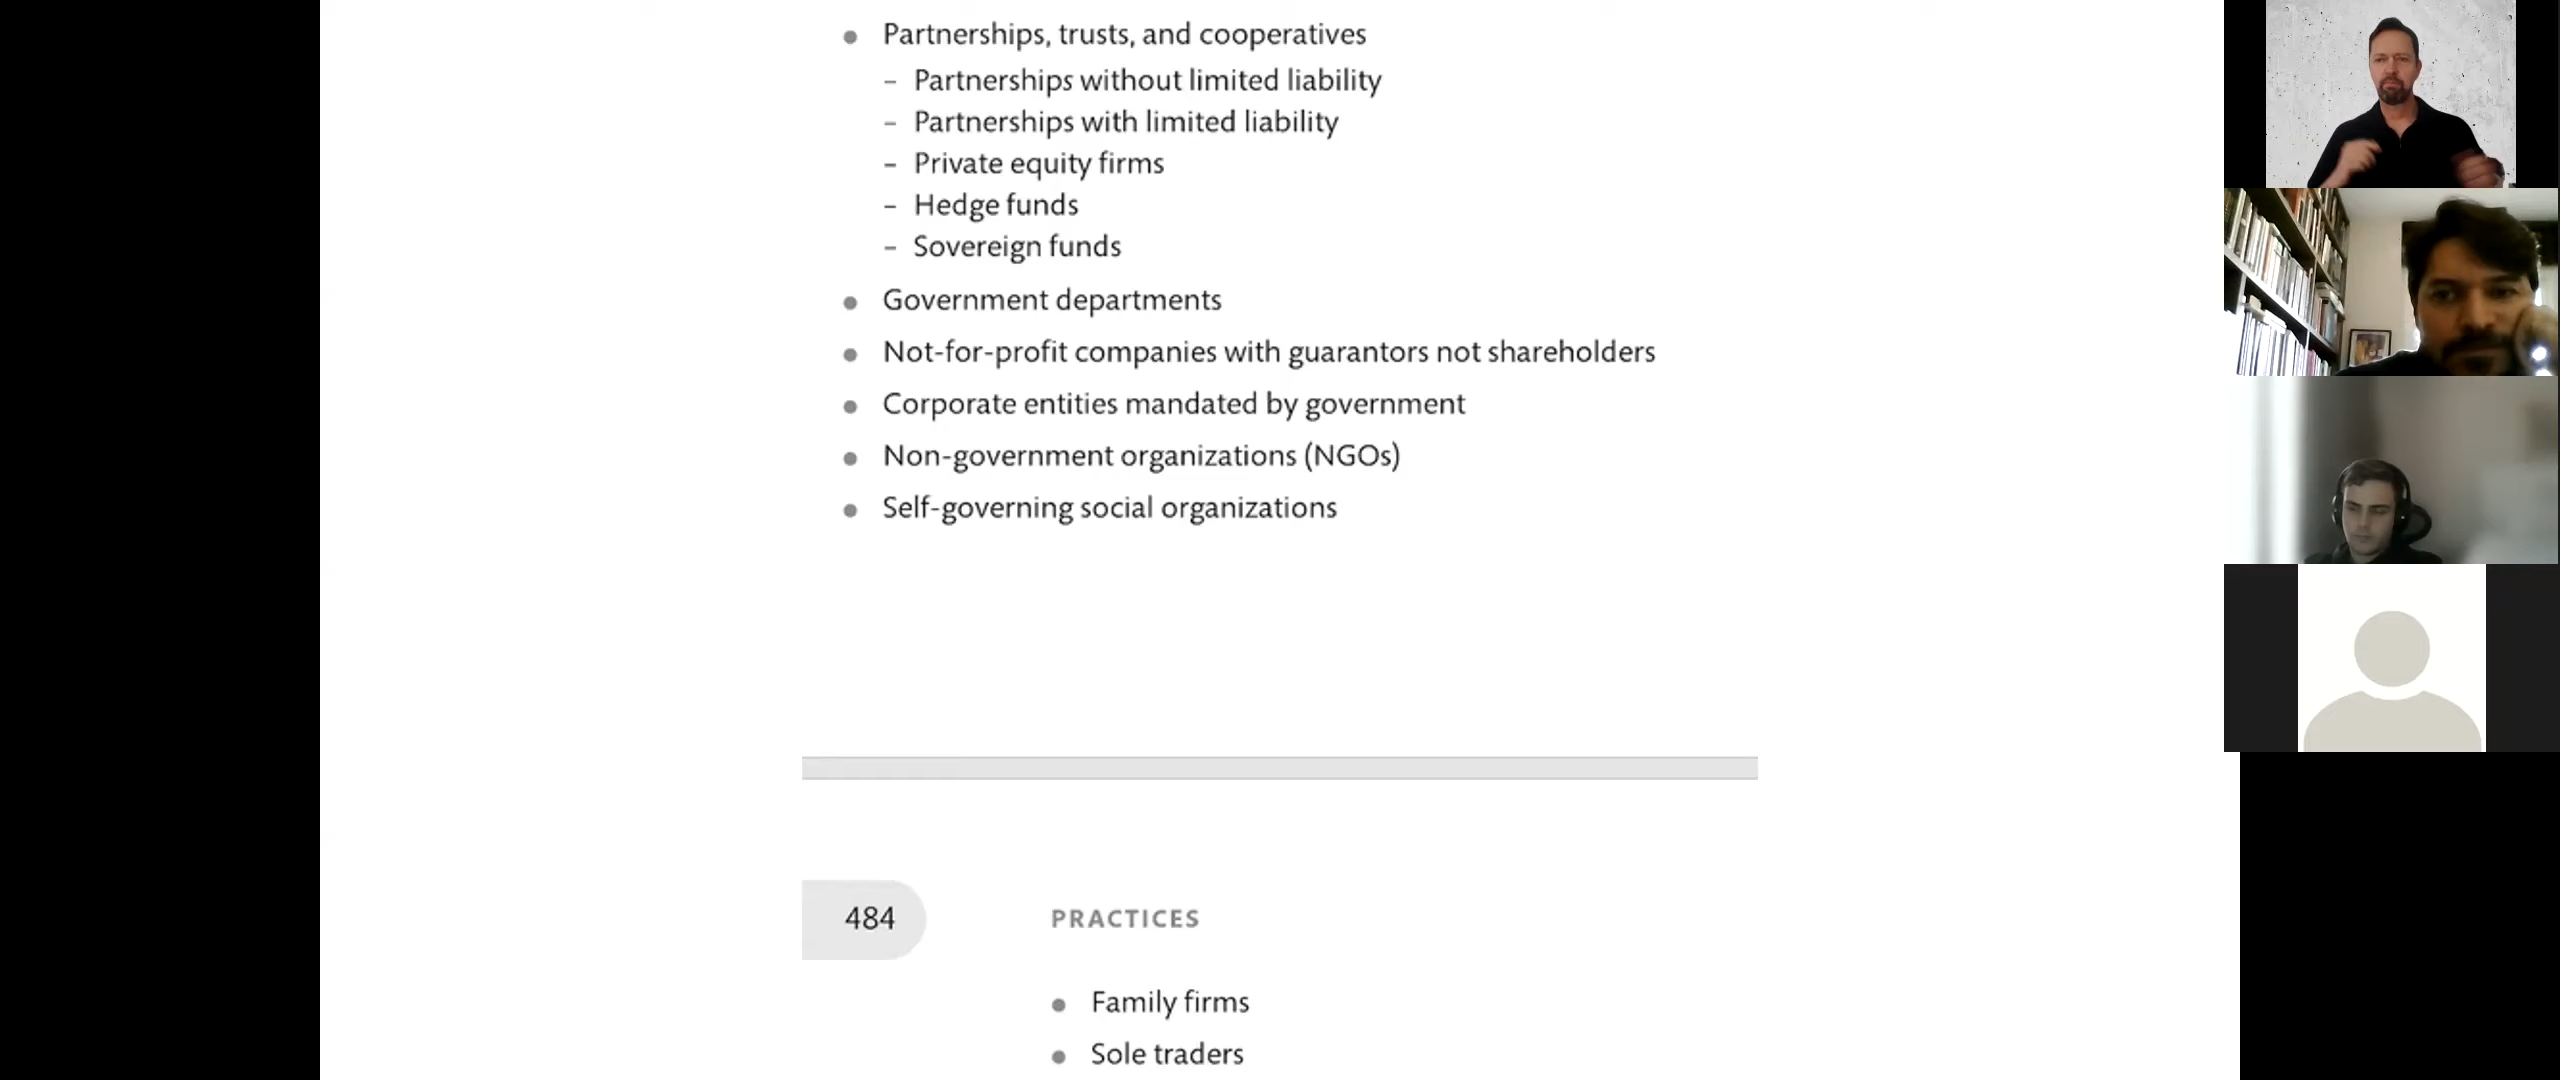 ● Partnerships, trusts, and cooperatives
– Partnerships without limited liability
– Partnerships with limited liability
– Private equity firms
– Hedge funds
– Sovereign funds
● Government departments
● Not-for-profit companies with guarantors not shareholders
● Corporate entities mandated by government
● Non-government organizations (NGOs)
● Self-governing social organizations
484 PRACTICES
● Family firms
● Sole traders